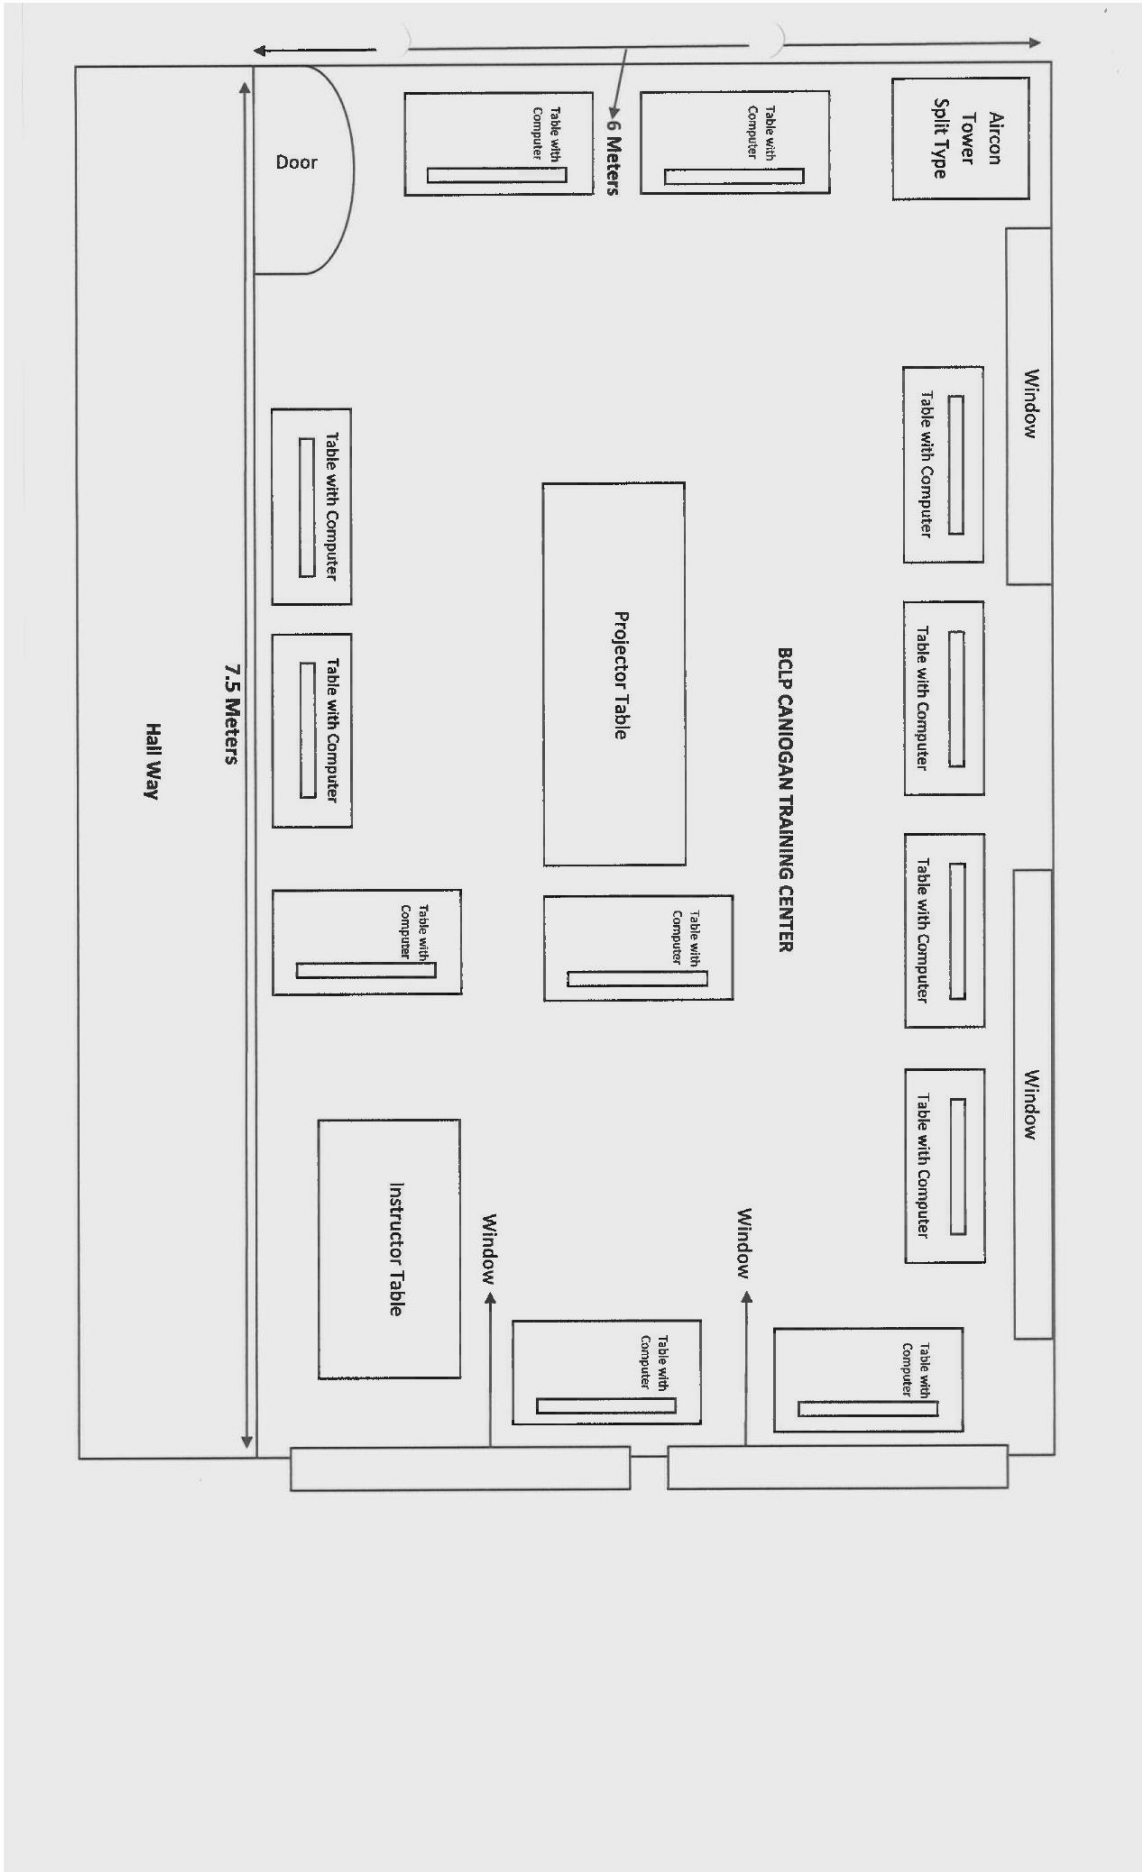 Door
Table with
Computer
6 Meters
Table with
Computer
Aircon
Tower
Split Type
Window
Table with Computer
Table with Computer
Projector Table
Table with Computer
BCLP CANIOGAN TRAINING CENTER
Table with Computer
7.5 Meters
Hall Way
Table with
Computer
Table with
Computer
Table with Computer
Window
Table with Computer
Instructor Table
Window
Window
Table with
Computer
Table with
Computer